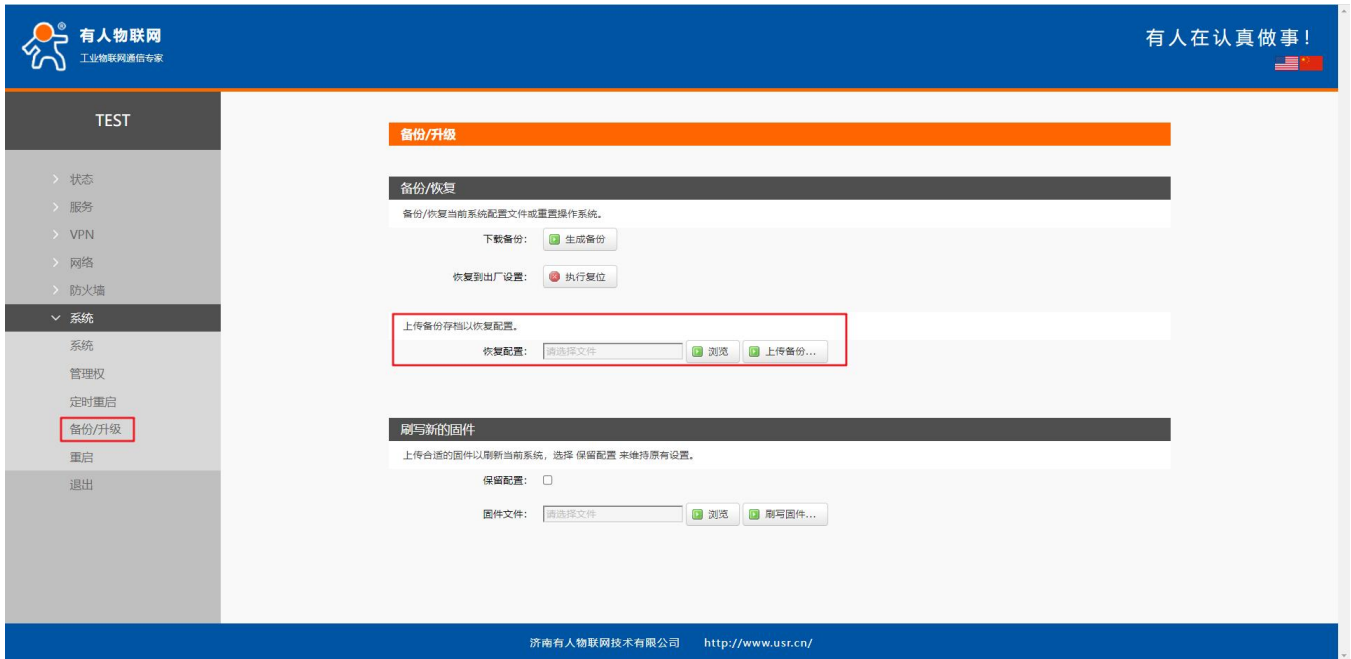 有人物联网
工业物联网通信专家
有人在认真做事!
TEST
状态
服务
VPN
网络
防火墙
系统
系统
管理权
定时重启
备份/升级
重启
退出
备份/升级
备份/恢复
备份/恢复当前系统配置文件或重置操作系统。
下载备份: 生成备份
恢复到出厂设置: 执行复位
上传备份存档以恢复配置。
恢复配置: 请选择文件 浏览 上传备份...
刷写新的固件
上传合适的固件以刷新当前系统，选择 保留配置 来维持原有设置。
保留配置:
固件文件: 请选择文件 浏览 刷写固件...
济南有人物联网技术有限公司 http://www.usr.cn/